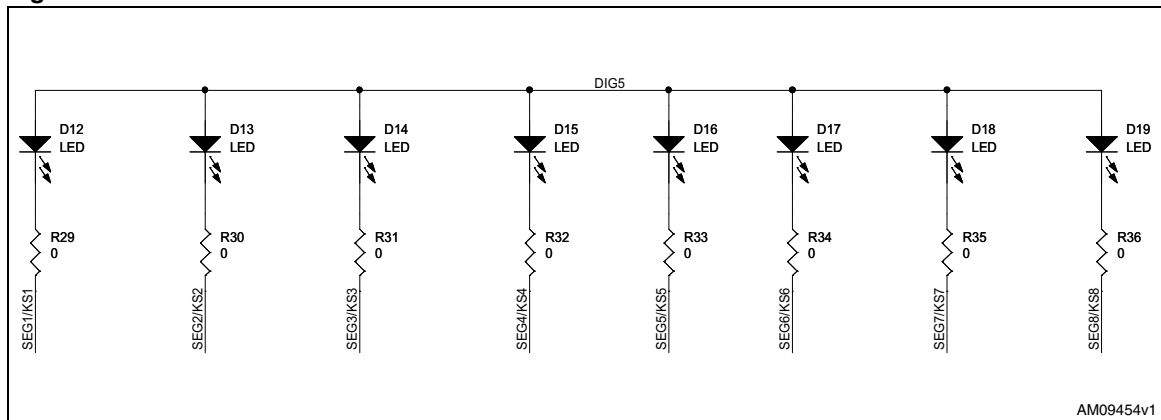 DIG5
D12
LED
D13
LED
D14
LED
D15
LED
D16
LED
D17
LED
D18
LED
D19
LED
R29
0
R30
0
R31
0
R32
0
R33
0
R34
0
R35
0
R36
0
SEG1/KS1
SEG2/KS2
SEG3/KS3
SEG4/KS4
SEG5/KS5
SEG6/KS6
SEG7/KS7
SEG8/KS8
AM09454v1